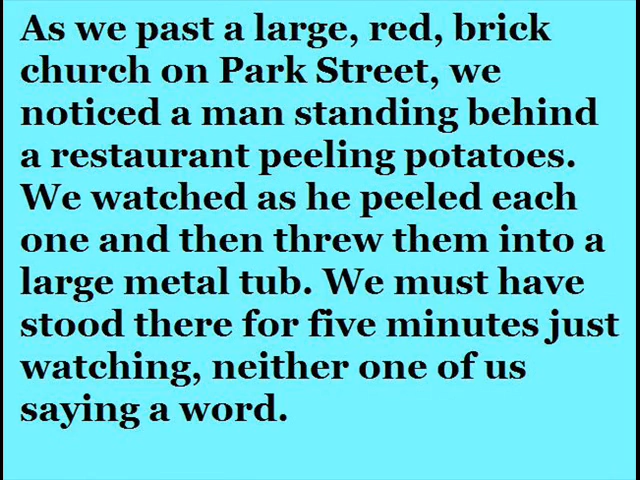 As we past a large, red, brick
church on Park Street, we
noticed a man standing behind
a restaurant peeling potatoes.
We watched as he peeled each
one and then threw them into a
large metal tub. We must have
stood there for five minutes just
watching, neither one of us
saying a word.